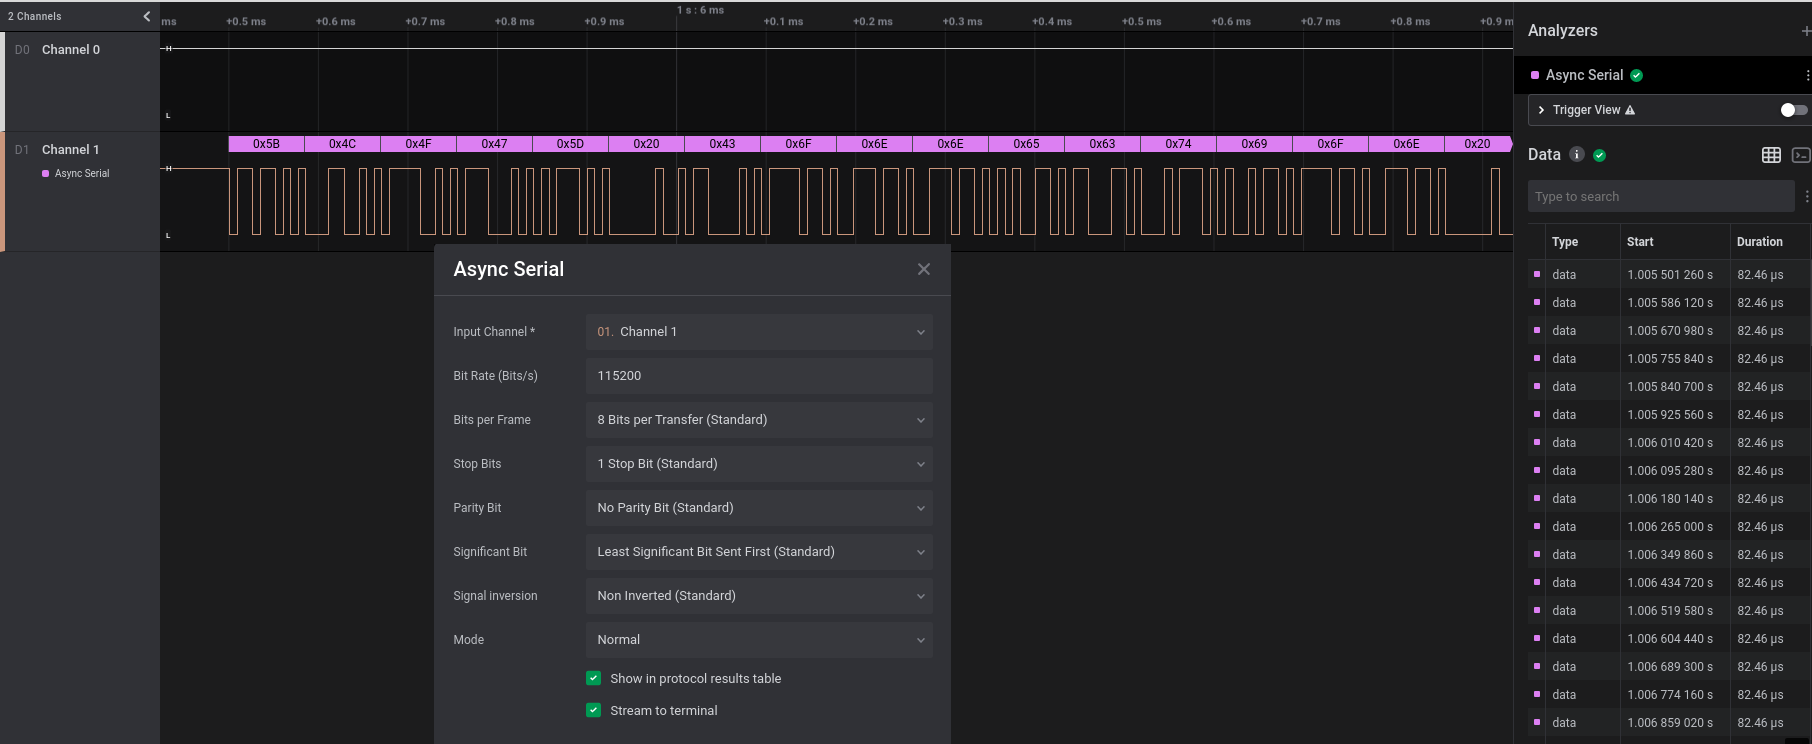 2 Channels
ms +0.5 ms +0.6 ms +0.7 ms +0.8 ms +0.9 ms 1 s : 6 ms +0.1 ms +0.2 ms +0.3 ms +0.4 ms +0.5 ms +0.6 ms +0.7 ms +0.8 ms +0.9 m
D0 Channel 0
H
L
D1 Channel 1
Async Serial
0x5B 0x4C 0x4F 0x47 0x5D 0x20 0x43 0x6F 0x6E 0x6E 0x65 0x63 0x74 0x69 0x6F 0x6E 0x20
H
L
Async Serial
Input Channel * 01. Channel 1
Bit Rate (Bits/s) 115200
Bits per Frame 8 Bits per Transfer (Standard)
Stop Bits 1 Stop Bit (Standard)
Parity Bit No Parity Bit (Standard)
Significant Bit Least Significant Bit Sent First (Standard)
Signal inversion Non Inverted (Standard)
Mode Normal
Show in protocol results table
Stream to terminal
Analyzers
Async Serial
Trigger View
Data
Type to search
Type Start Duration
data 1.005 501 260 s 82.46 µs
data 1.005 586 120 s 82.46 µs
data 1.005 670 980 s 82.46 µs
data 1.005 755 840 s 82.46 µs
data 1.005 840 700 s 82.46 µs
data 1.005 925 560 s 82.46 µs
data 1.006 010 420 s 82.46 µs
data 1.006 095 280 s 82.46 µs
data 1.006 180 140 s 82.46 µs
data 1.006 265 000 s 82.46 µs
data 1.006 349 860 s 82.46 µs
data 1.006 434 720 s 82.46 µs
data 1.006 519 580 s 82.46 µs
data 1.006 604 440 s 82.46 µs
data 1.006 689 300 s 82.46 µs
data 1.006 774 160 s 82.46 µs
data 1.006 859 020 s 82.46 µs